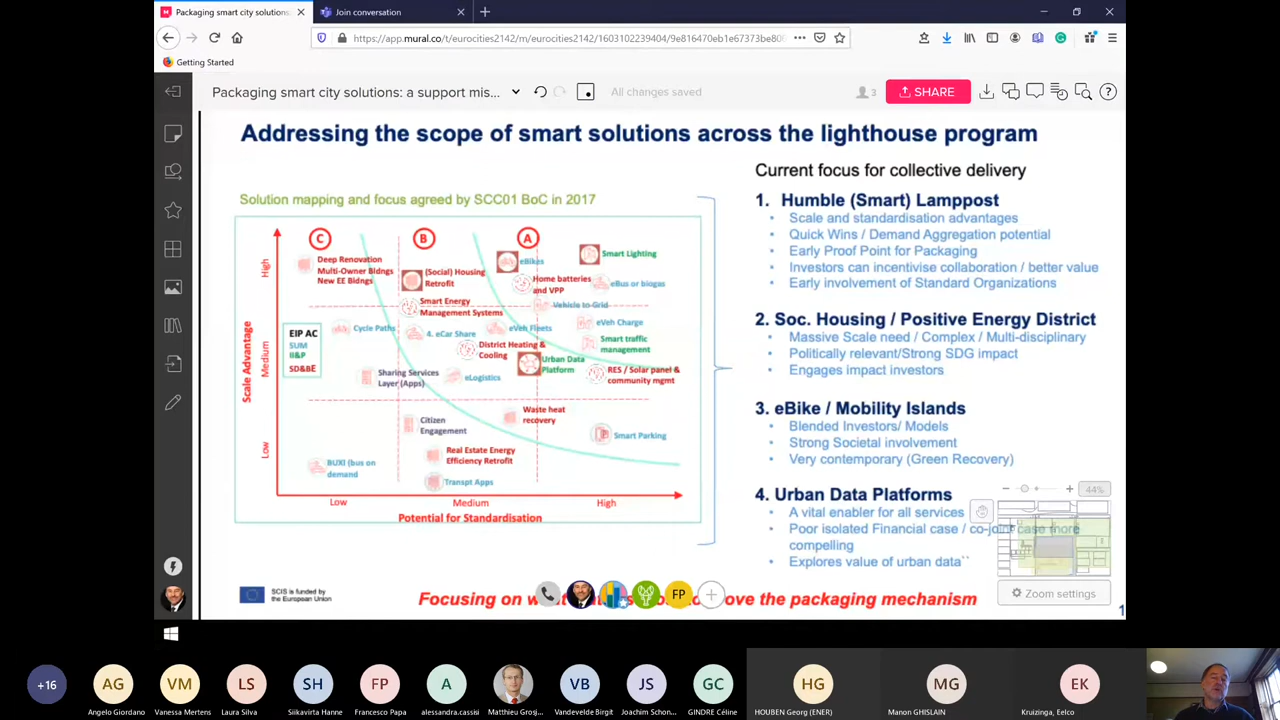 Packaging smart city solutions:
Join conversation
https://app.mural.co/t/eurocities2142/m/eurocities2142/1603102239404/9e816470eb1e67373be80
Getting Started
Packaging smart city solutions: a support mis...
All changes saved
3
SHARE
Addressing the scope of smart solutions across the lighthouse program
Solution mapping and focus agreed by SCC01 BoC in 2017
Scale Advantage
High
Medium
Low
C
B
A
Deep Renovation
Multi-Owner Bldngs
New EE Bldngs
(Social) Housing
Retrofit
eBikes
Smart Lighting
Home batteries
and VPP
eBus or biogas
Smart Energy
Management Systems
Vehicle to Grid
EIP AC
SUM
II&P
SD&BE
Cycle Paths
4. eCar Share
eVeh Fleets
eVeh Charge
District Heating &
Cooling
Smart traffic
management
Urban Data
Platform
Sharing Services
Layer (Apps)
eLogistics
RES / Solar panel &
community mgmt
Citizen
Engagement
Waste heat
recovery
Smart Parking
Real Estate Energy
Efficiency Retrofit
BUXI (bus on
demand
Transpt Apps
Low
Medium
High
Potential for Standardisation
Current focus for collective delivery
1. Humble (Smart) Lamppost
• Scale and standardisation advantages
• Quick Wins / Demand Aggregation potential
• Early Proof Point for Packaging
• Investors can incentivise collaboration / better value
• Early involvement of Standard Organizations
2. Soc. Housing / Positive Energy District
• Massive Scale need / Complex / Multi-disciplinary
• Politically relevant/Strong SDG impact
• Engages impact investors
3. eBike / Mobility Islands
• Blended Investors/ Models
• Strong Societal involvement
• Very contemporary (Green Recovery)
4. Urban Data Platforms
• A vital enabler for all services
• Poor isolated Financial case / co-joint case more
compelling
• Explores value of urban data``
44%
Zoom settings
SCIS is funded by
the European Union
FP
Focusing on w
ove the packaging mechanism
1
+16
AG
VM
LS
SH
FP
A
VB
JS
GC
HG
MG
EK
Angelo Giordano
Vanessa Mertens
Laura Silva
Siikavirta Hanne
Francesco Papa
alessandra.cassisi
Matthieu Grosj...
Vandevelde Birgit
Joachim Schon...
GINDRE Céline
HOUBEN Georg (ENER)
Manon GHISLAIN
Kruizinga, Eelco